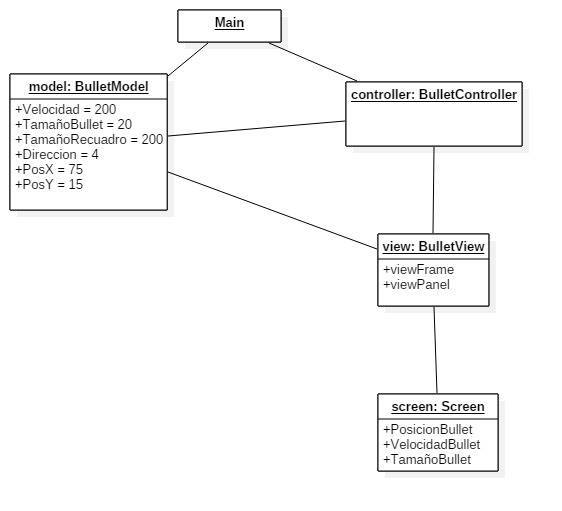 Main
model: BulletModel
+Velocidad = 200
+TamañoBullet = 20
+TamañoRecuadro = 200
+Direccion = 4
+PosX = 75
+PosY = 15
controller: BulletController
view: BulletView
+viewFrame
+viewPanel
screen: Screen
+PosicionBullet
+VelocidadBullet
+TamañoBullet